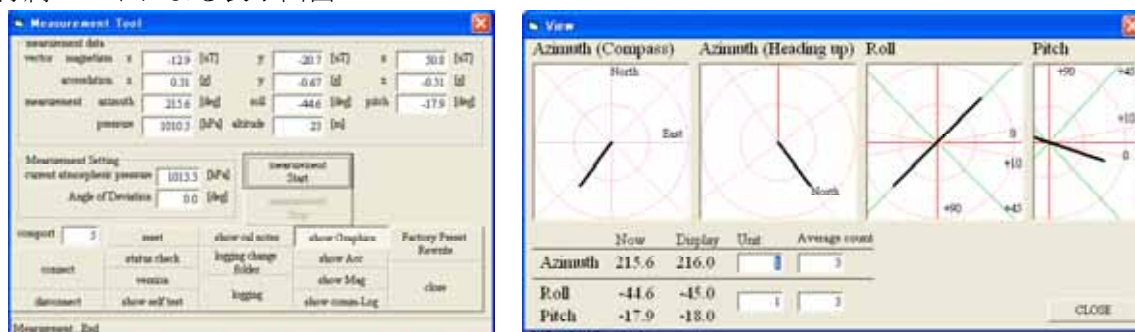 Measurement Tool
measurement data
vector magnetism x -12.9 [uT] y -20.7 [uT] z 30.8 [uT]
accerelation x 0.31 [g] y -0.67 [g] z -0.51 [g]
measurement azimuth 215.6 [deg] roll -44.6 [deg] pitch -17.9 [deg]
pressure 1010.5 [hPa] altitude 23 [m]
Measurement Setting
current atmospheric pressure 1013.3 [hPa]
Angle of Deviation 0.0 [deg]
measurement
Start
comport 5
reset
show cal notes
show Graphics
Factory Preset
Rewrite
status check
logging change
folder
show Acc
connect
version
show Mag
close
logging
disconnect
show self test
show comm-Log
Measurement End
View
Azimuth (Compass) Azimuth (Heading up) Roll Pitch
North
East
North
0
+10
+45
+90
+90
+45
+10
0
Now Display Unit Average count
Azimuth 215.6 216.0 3
Roll -44.6 -45.0 1 3
Pitch -17.9 -18.0
CLOSE